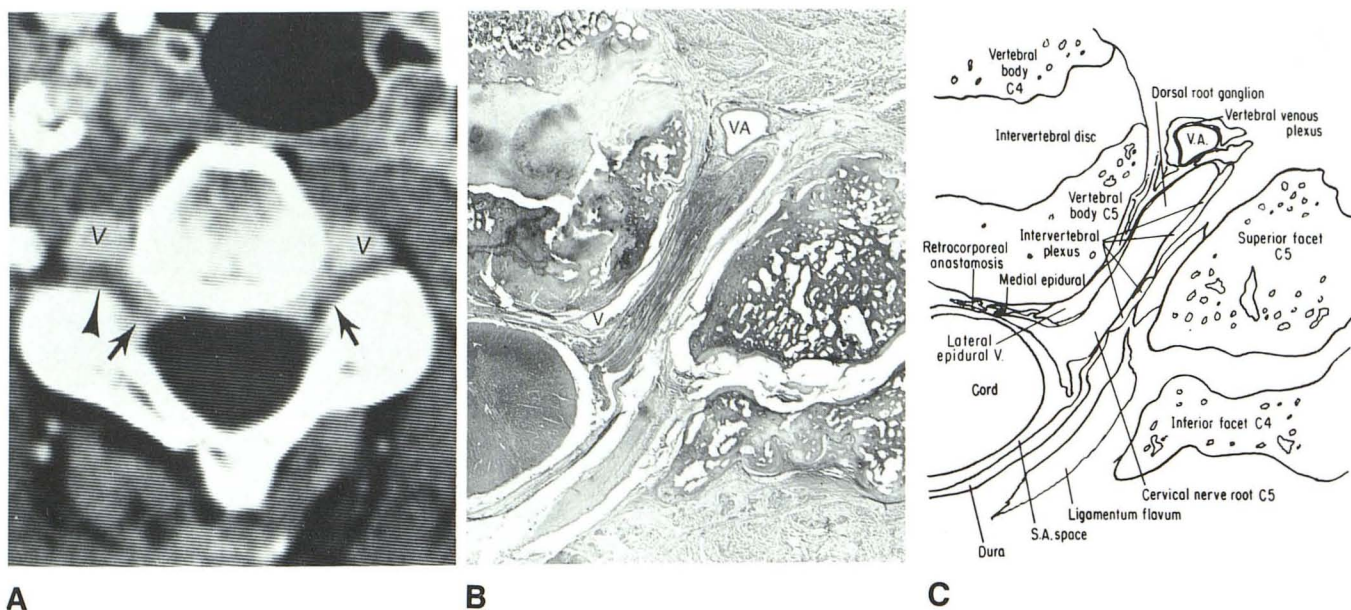 V
V
A
VA
V
B
Vertebral
body
C4
Dorsal root ganglion
Vertebral venous
plexus
Intervertebral disc
V.A.
Vertebral
body C5
Intervertebral
plexus
Superior facet
C5
Retrocorporeal
anastomosis
Medial epidural
Lateral
epidural V.
Cord
Inferior facet C4
Cervical nerve root C5
Ligamentum flavum
S.A. space
Dura
C